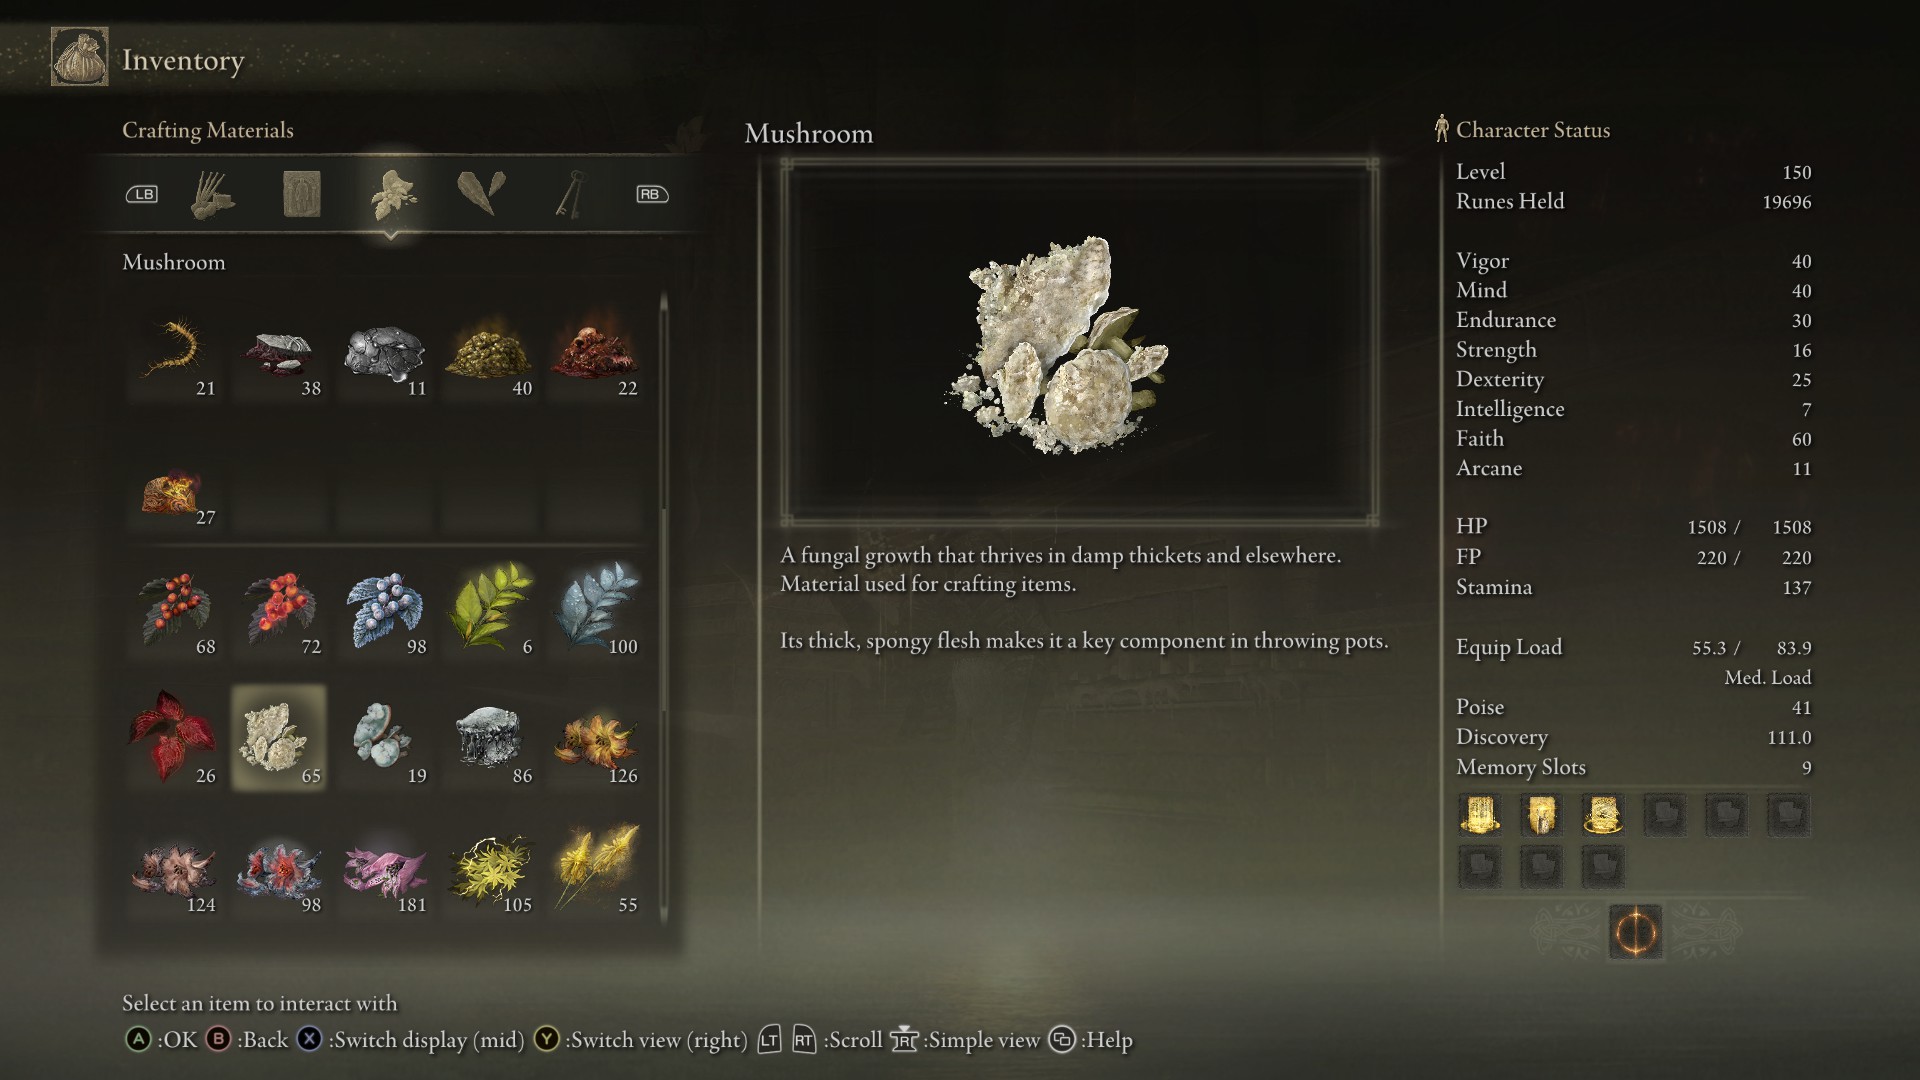 Inventory
Crafting Materials
LB
RB
Mushroom
21
38
11
40
22
27
68
72
98
6
100
26
65
19
86
126
124
98
181
105
55
Mushroom
A fungal growth that thrives in damp thickets and elsewhere.
Material used for crafting items.
Its thick, spongy flesh makes it a key component in throwing pots.
Character Status
Level 150
Runes Held 19696
Vigor 40
Mind 40
Endurance 30
Strength 16
Dexterity 25
Intelligence 7
Faith 60
Arcane 11
HP 1508 / 1508
FP 220 / 220
Stamina 137
Equip Load 55.3 / 83.9
Med. Load
Poise 41
Discovery 111.0
Memory Slots 9
Select an item to interact with
A :OK B :Back X :Switch display (mid) Y :Switch view (right) LT RT :Scroll R :Simple view :Help